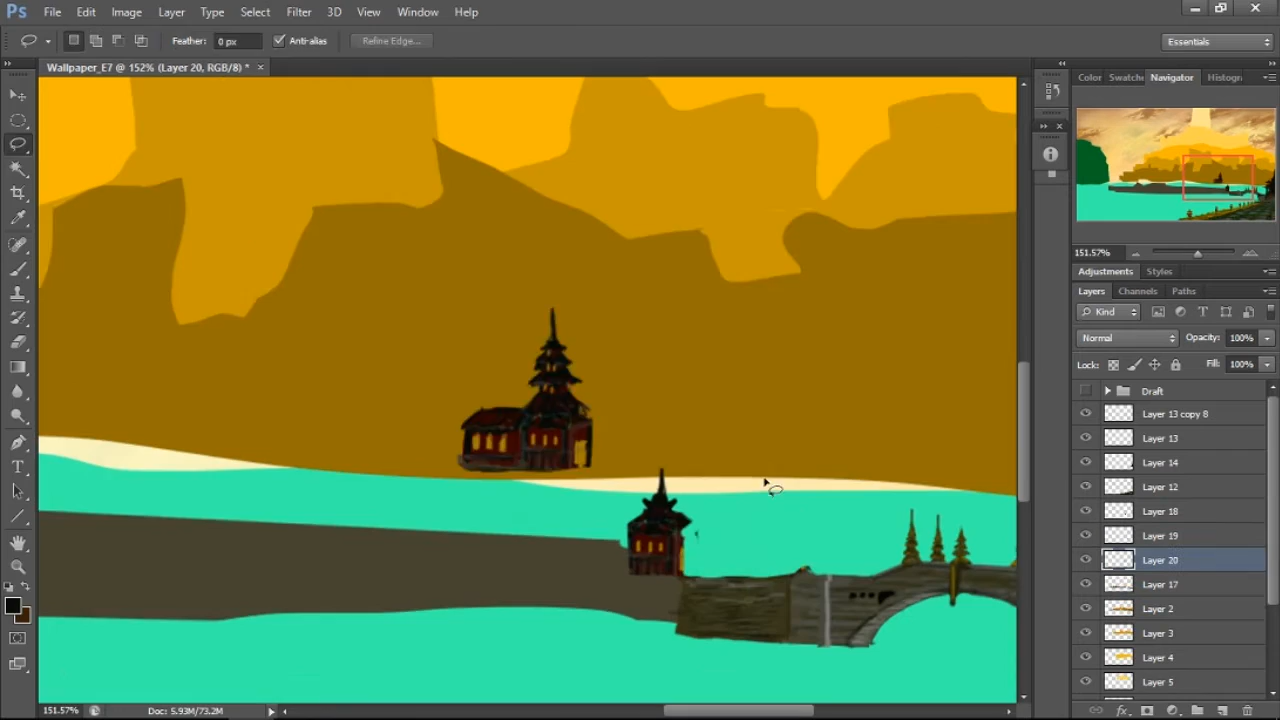 Ps File Edit Image Layer Type Select Filter 3D View Window Help
Feather: 0 px Anti-alias Refine Edge... Essentials
Wallpaper_E7 @ 152% (Layer 20, RGB/8) *
Color Swatche Navigator Histogr
151.57%
Adjustments Styles
Layers Channels Paths
Kind
Normal Opacity: 100%
Lock: Fill: 100%
Draft
Layer 13 copy 8
Layer 13
Layer 14
Layer 12
Layer 18
Layer 19
Layer 20
Layer 17
Layer 2
Layer 3
Layer 4
Layer 5
151.57% Doc: 5.93M/73.2M